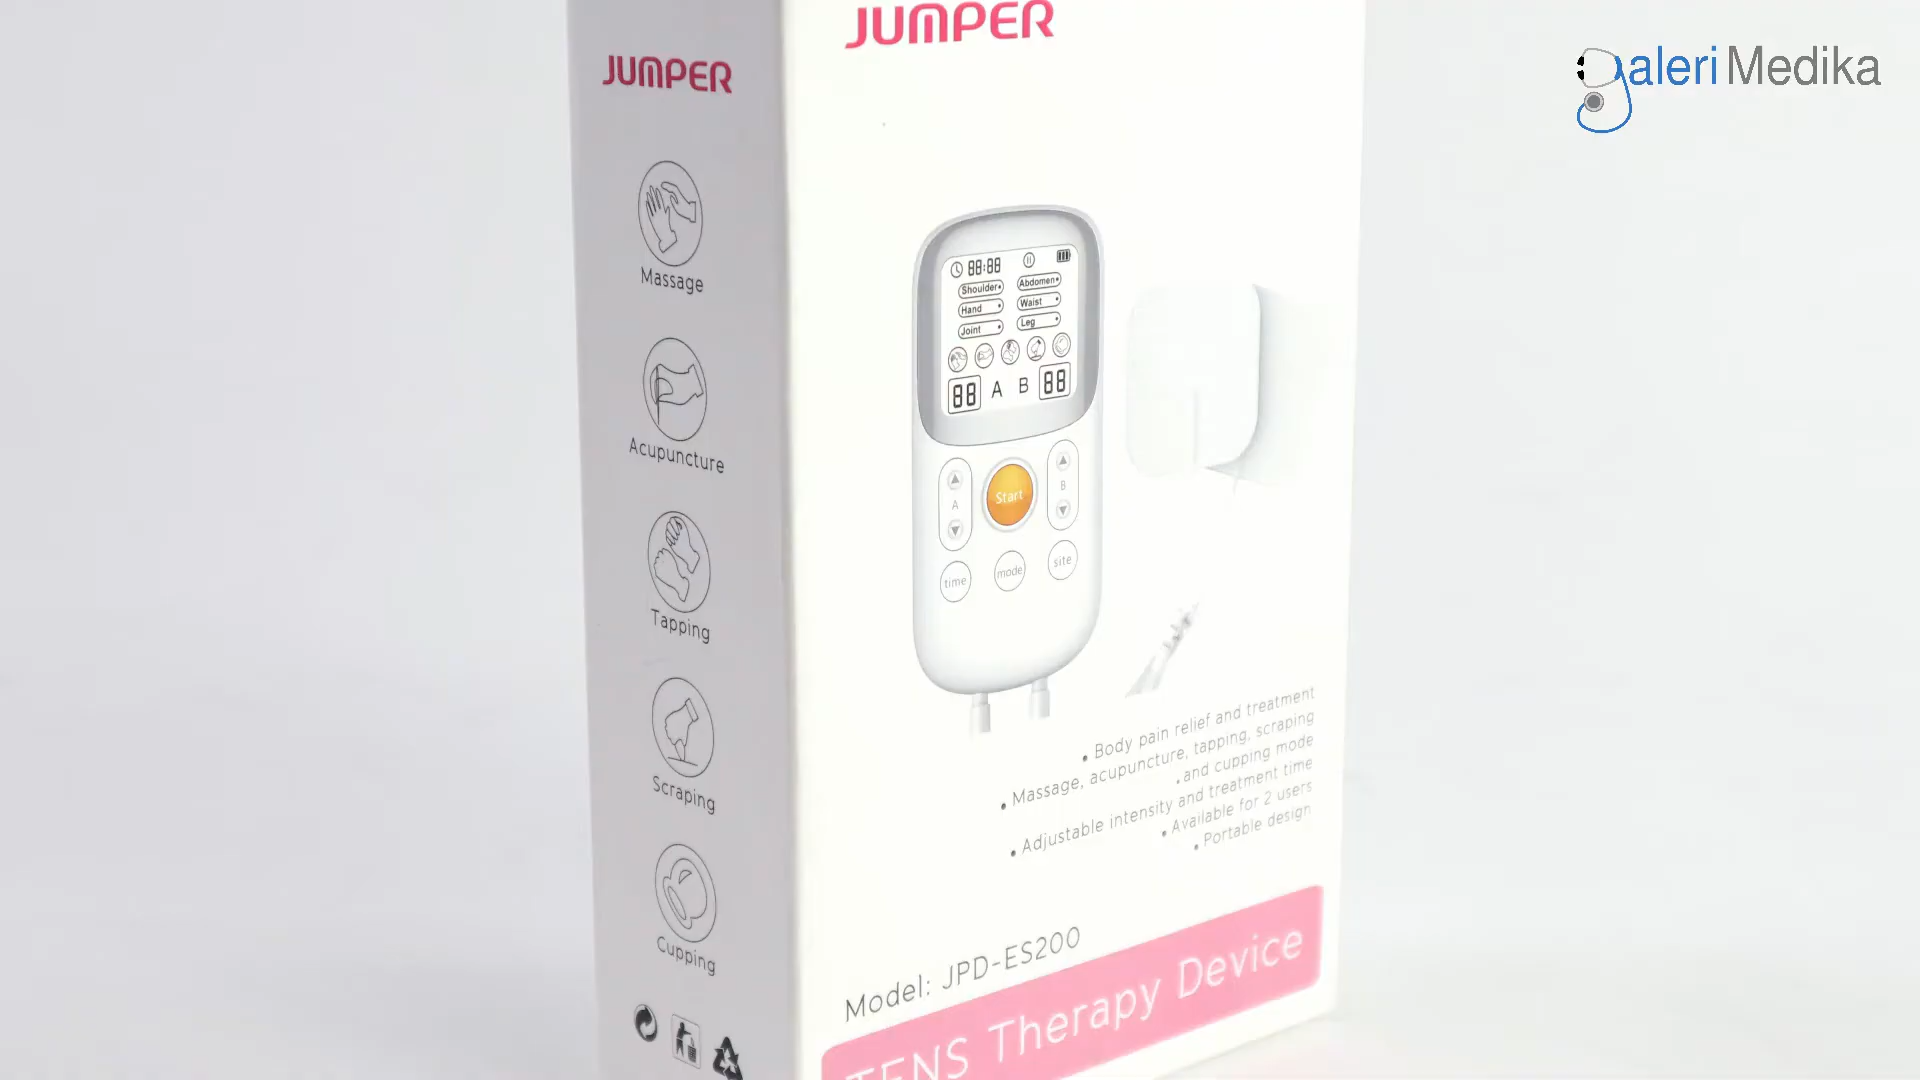 JUMPER
Massage
Acupuncture
Tapping
Scraping
Cupping
JUMPER
88:88
Shoulder
Abdomen
Hand
Waist
Joint
Leg
88 A B 88
A
Start
B
time
mode
site
• Body pain relief and treatment
• Massage, acupuncture, tapping, scraping
• and cupping mode
• Adjustable intensity and treatment time
• Available for 2 users
• Portable design
Model: JPD-ES200
TENS Therapy Device
galeri Medika